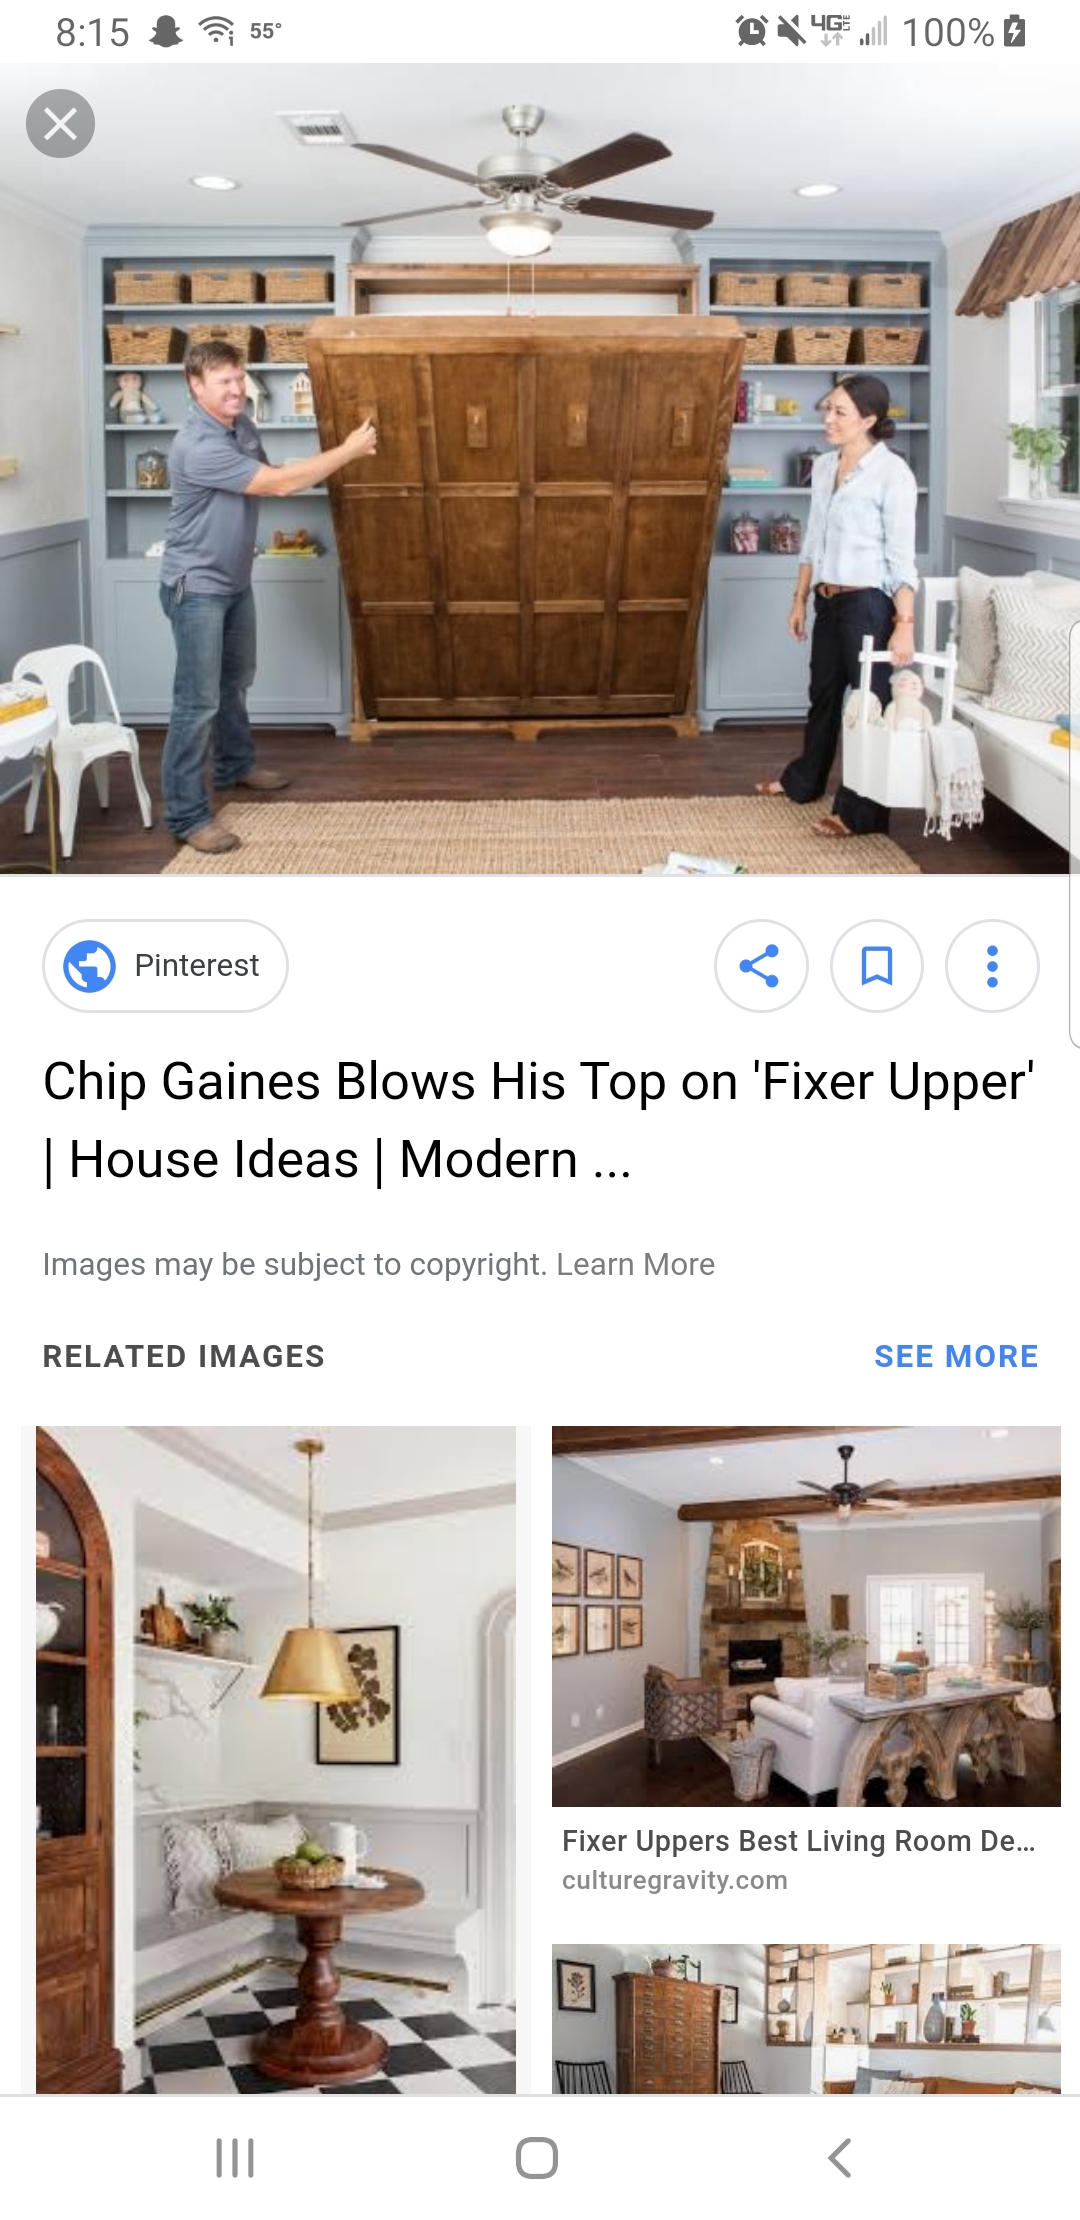 8:15 55° 4G LTE 100%
Pinterest
Chip Gaines Blows His Top on 'Fixer Upper'
| House Ideas | Modern ...
Images may be subject to copyright. Learn More
RELATED IMAGES SEE MORE
Fixer Uppers Best Living Room De...
culturegravity.com